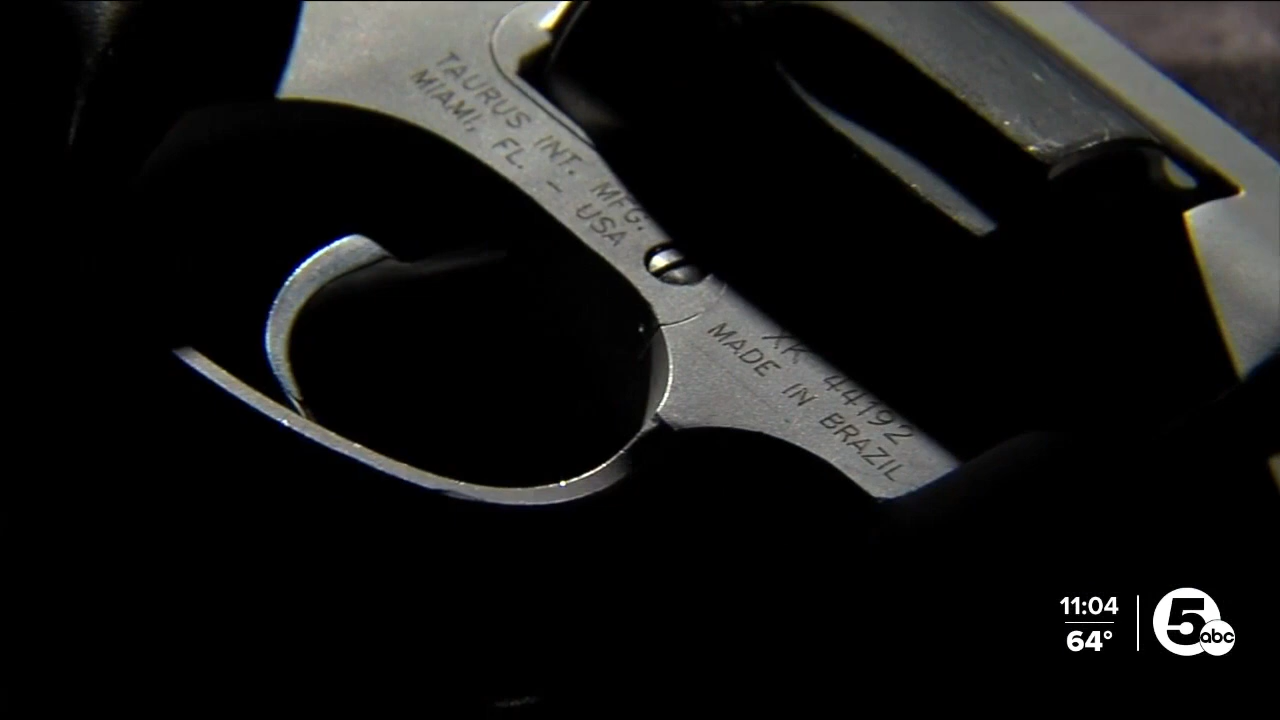 TAURUS INT. MFG.
MIAMI, FL. – USA
XK 44192
MADE IN BRAZIL
11:04
64°
5
abc